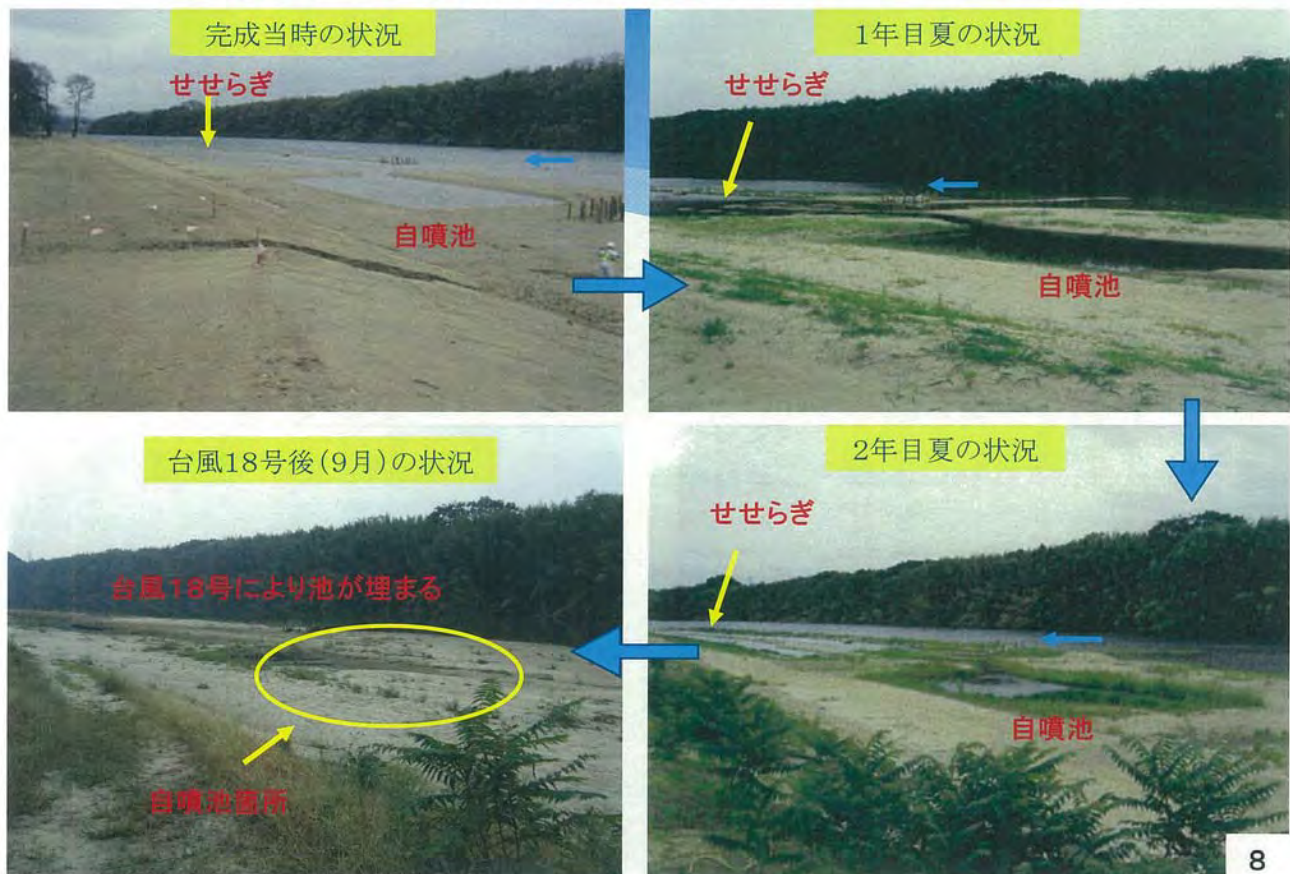 完成当時の状況
せせらぎ
自噴池
1年目夏の状況
せせらぎ
自噴池
2年目夏の状況
せせらぎ
自噴池
台風18号後(9月)の状況
台風18号により池が埋まる
自噴池箇所
8